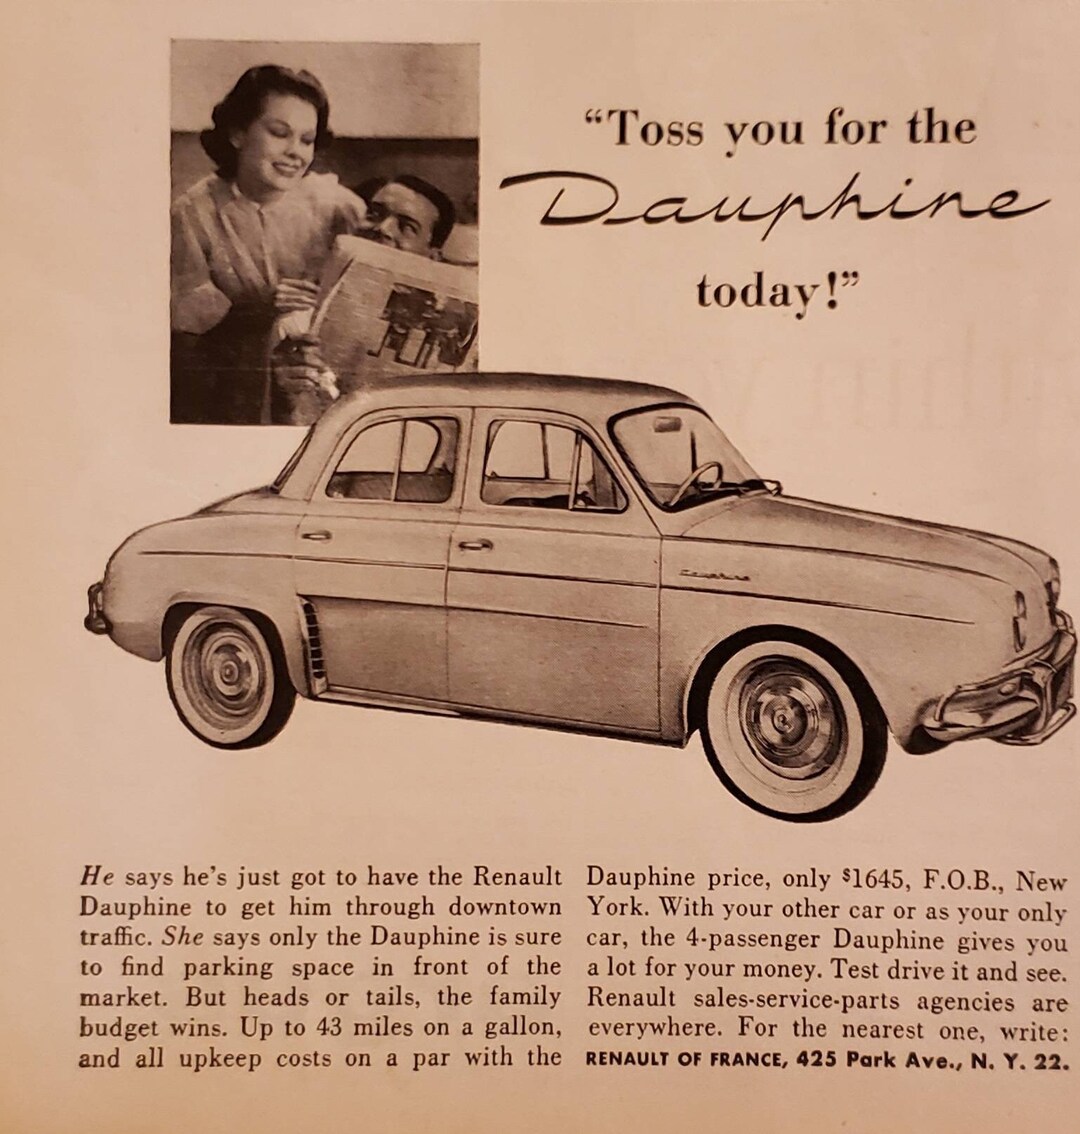 “Toss you for the
Dauphine
today!”
Dauphine
He says he’s just got to have the Renault
Dauphine to get him through downtown
traffic. She says only the Dauphine is sure
to find parking space in front of the
market. But heads or tails, the family
budget wins. Up to 43 miles on a gallon,
and all upkeep costs on a par with the
Dauphine price, only $1645, F.O.B., New
York. With your other car or as your only
car, the 4-passenger Dauphine gives you
a lot for your money. Test drive it and see.
Renault sales-service-parts agencies are
everywhere. For the nearest one, write:
RENAULT OF FRANCE, 425 Park Ave., N. Y. 22.